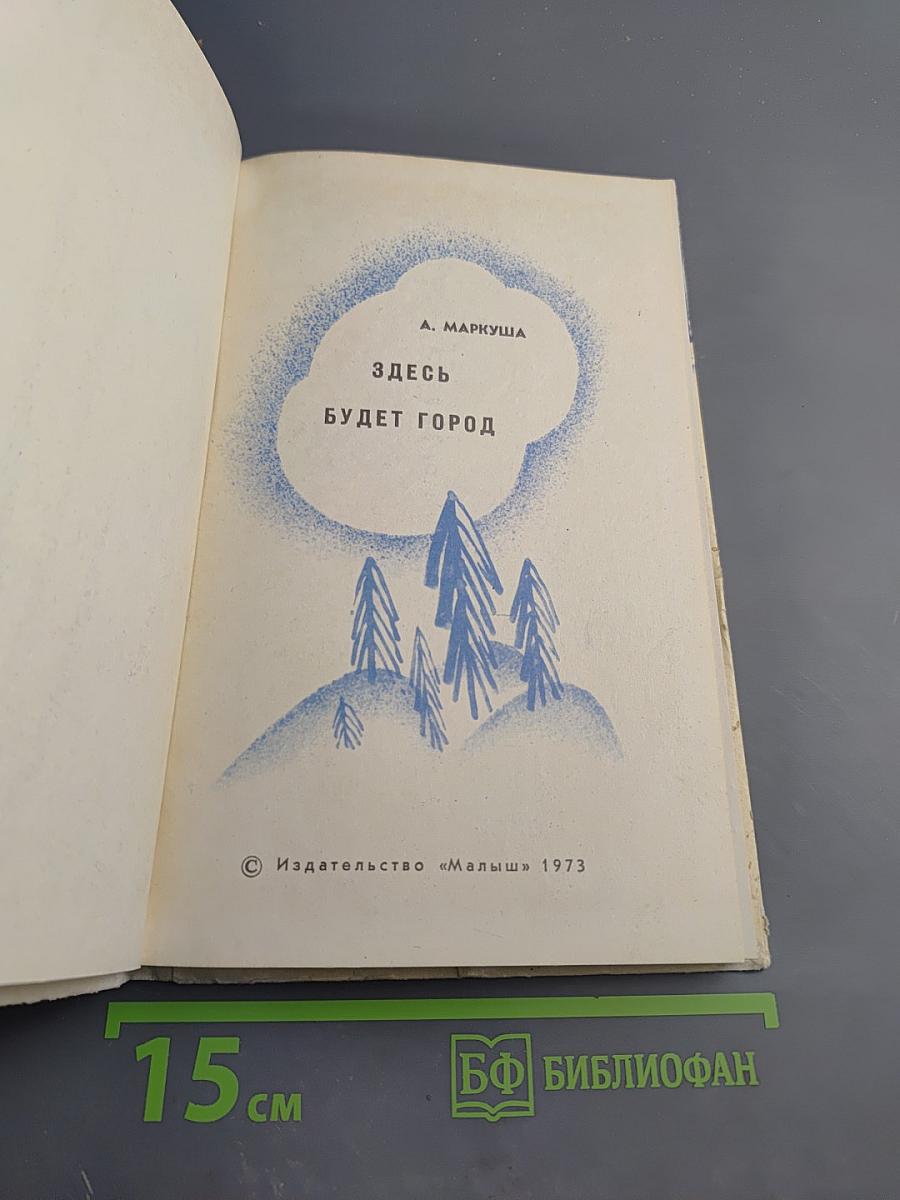 А. МАРКУША
ЗДЕСЬ
БУДЕТ ГОРОД
© Издательство «Малыш» 1973
15 см
БФ БИБЛИОФАН